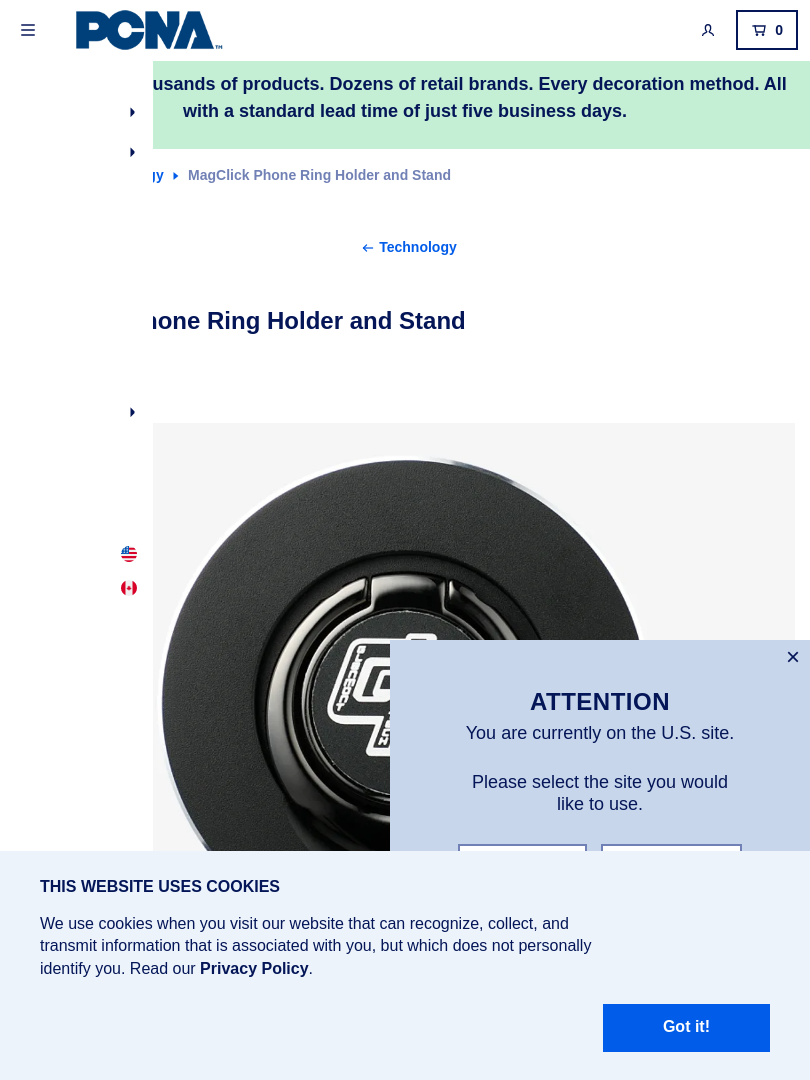 PCNA™
0
usands of products. Dozens of retail brands. Every decoration method. All
with a standard lead time of just five business days.
gy MagClick Phone Ring Holder and Stand
Technology
hone Ring Holder and Stand
ATTENTION
You are currently on the U.S. site.
Please select the site you would
like to use.
THIS WEBSITE USES COOKIES
We use cookies when you visit our website that can recognize, collect, and
transmit information that is associated with you, but which does not personally
identify you. Read our Privacy Policy.
Got it!